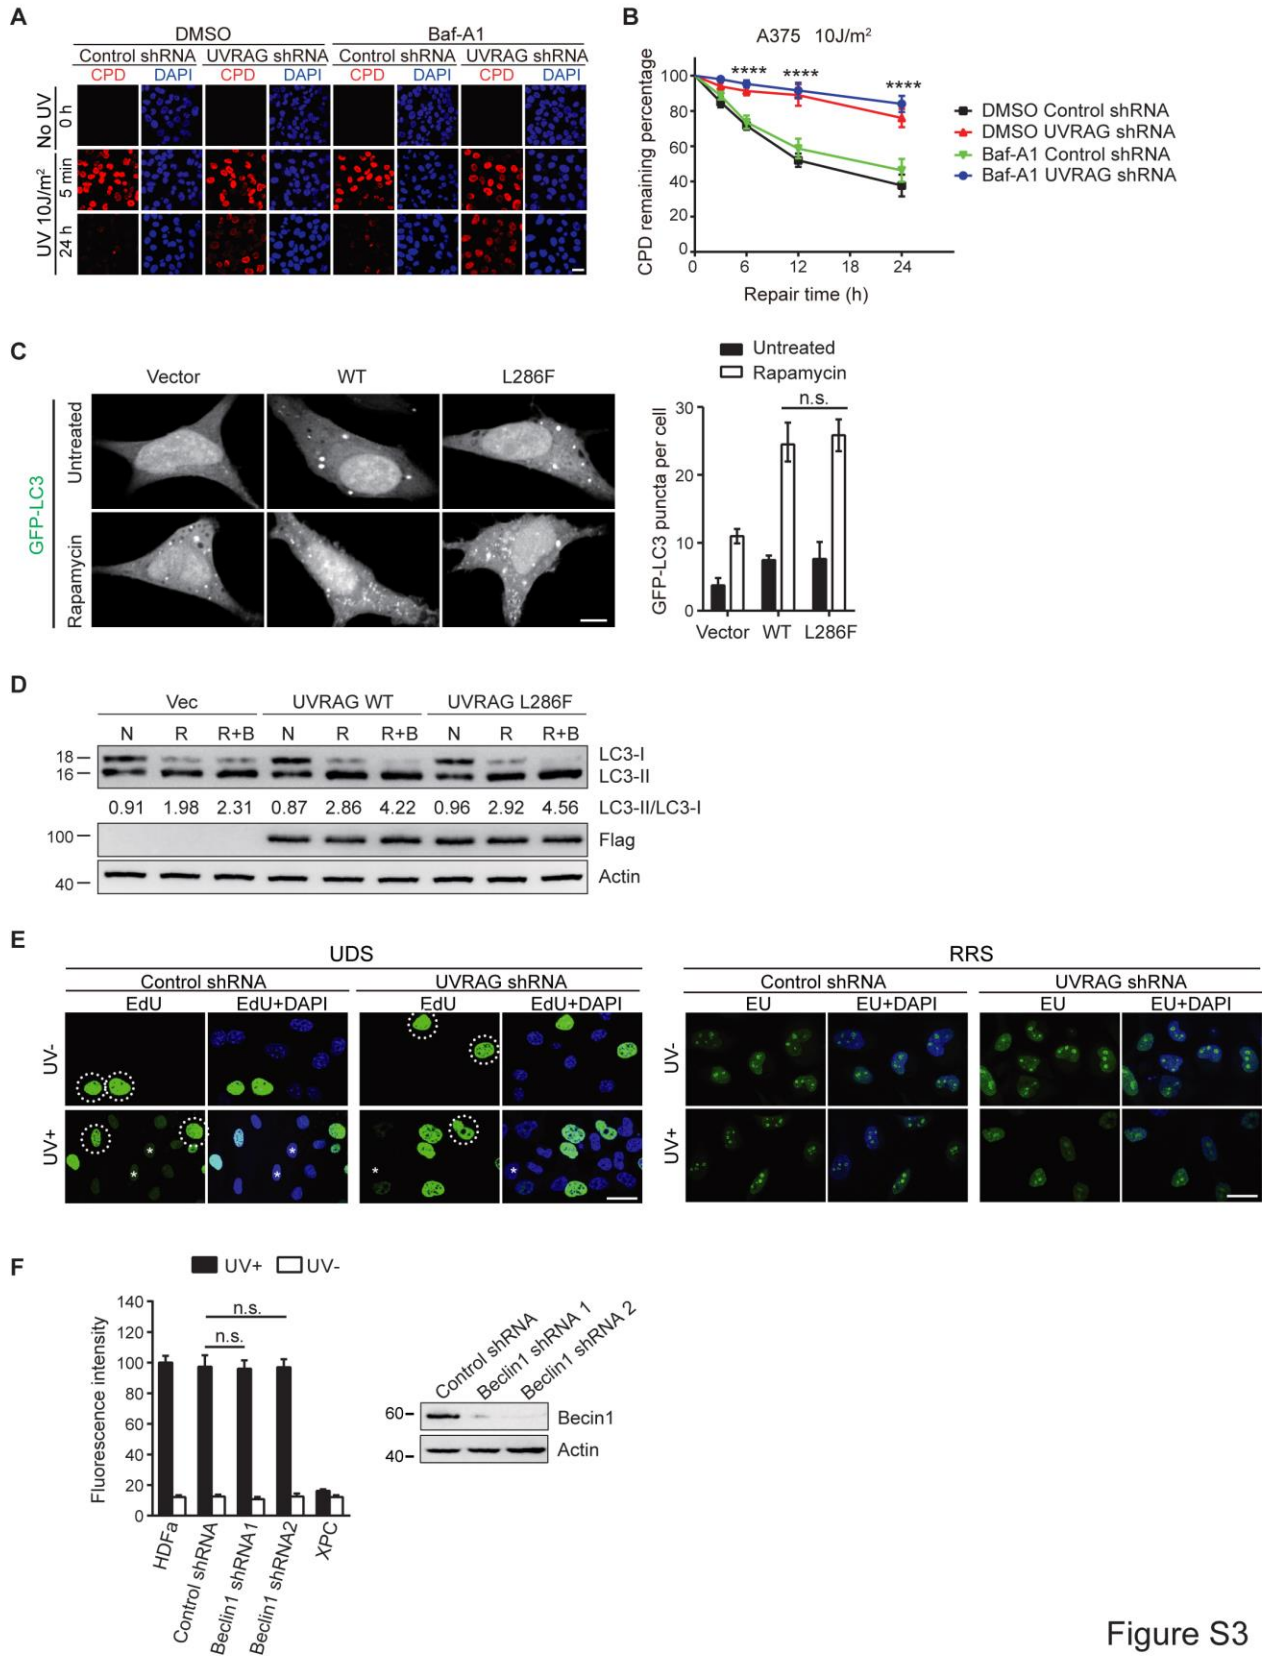 A
DMSO Baf-A1
Control shRNA UVRAG shRNA Control shRNA UVRAG shRNA
CPD DAPI CPD DAPI CPD DAPI CPD DAPI
No UV
0 h
UV 10J/m²
5 min
24 h
B
A375 10J/m²
CPD remaining percentage
100
80
60
40
20
0
**** **** ****
0 6 12 18 24
Repair time (h)
DMSO Control shRNA
DMSO UVRAG shRNA
Baf-A1 Control shRNA
Baf-A1 UVRAG shRNA
C
Vector WT L286F
GFP-LC3
Untreated
Rapamycin
Untreated
Rapamycin
GFP-LC3 puncta per cell
30
20
10
0
n.s.
Vector WT L286F
D
Vec UVRAG WT UVRAG L286F
N R R+B N R R+B N R R+B
18 LC3-I
16 LC3-II
0.91 1.98 2.31 0.87 2.86 4.22 0.96 2.92 4.56 LC3-II/LC3-I
100 Flag
40 Actin
E
UDS
Control shRNA UVRAG shRNA
EdU EdU+DAPI EdU EdU+DAPI
UV-
UV+
* * * * * *
RRS
Control shRNA UVRAG shRNA
EU EU+DAPI EU EU+DAPI
UV-
UV+
F
UV+ UV-
Fluorescence intensity
140
120
100
80
60
40
20
0
n.s.
n.s.
HDFa
Control shRNA
Beclin1 shRNA1
Beclin1 shRNA2
XPC
Control shRNA
Beclin1 shRNA 1
Beclin1 shRNA 2
60- Becin1
40- Actin
Figure S3